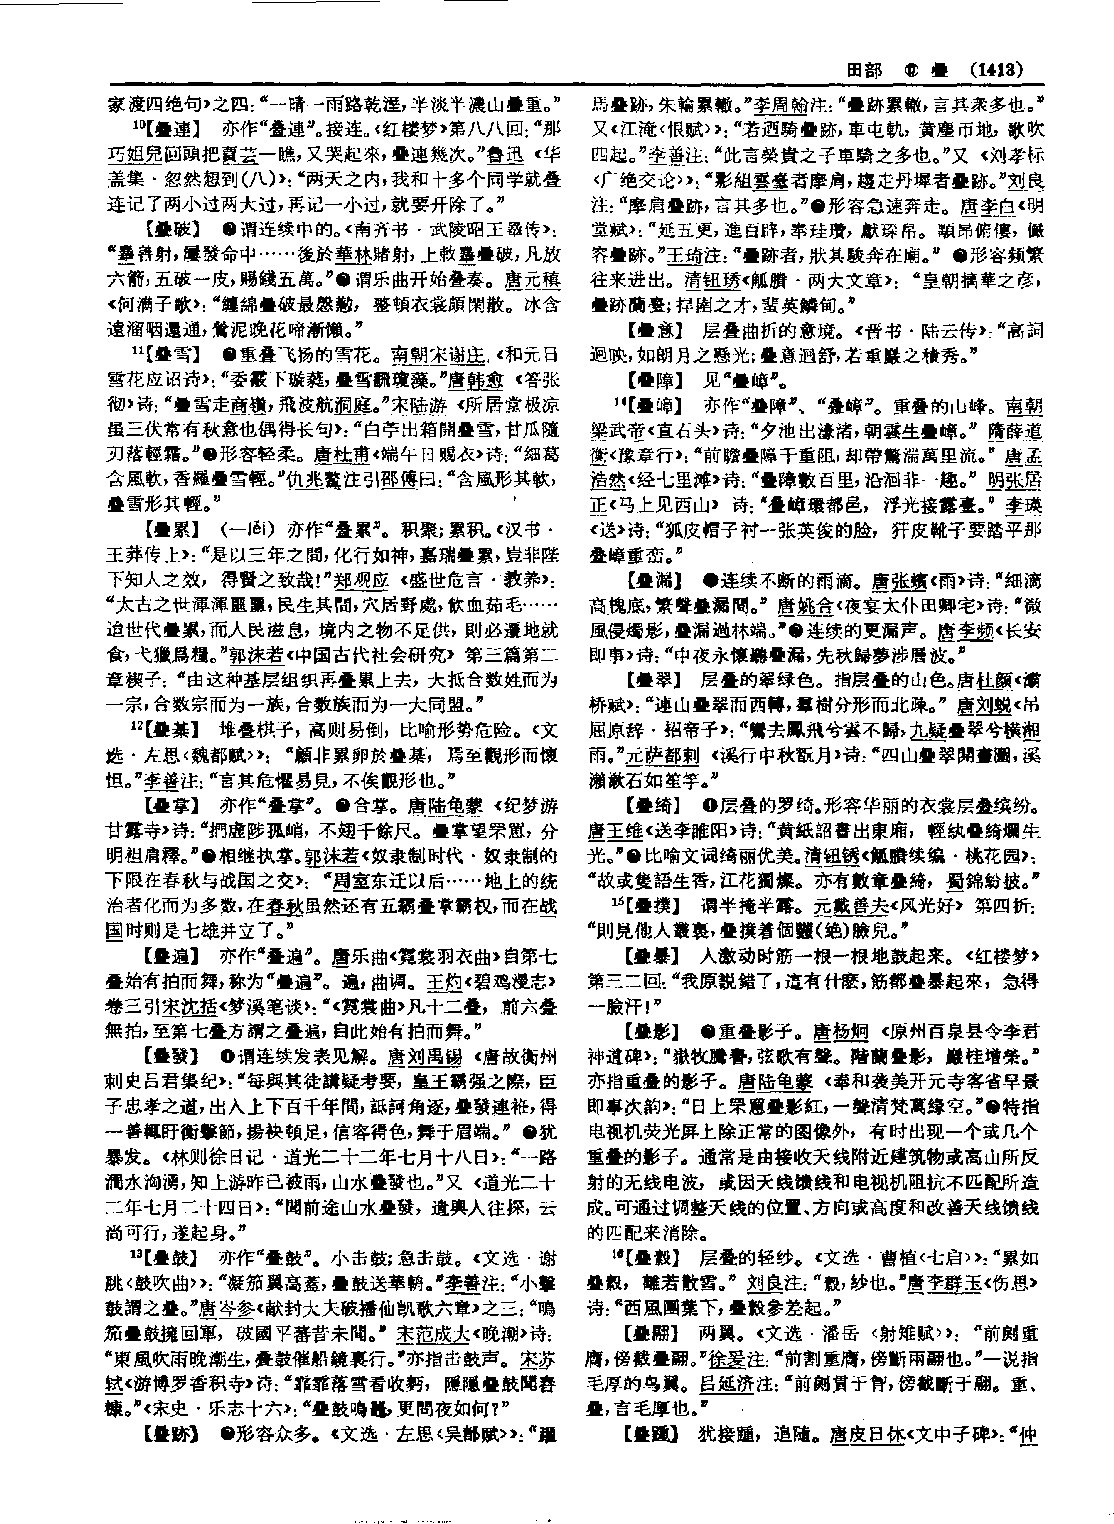 田部 ⑰ 叠 (1413)
家渡四绝句》之四:“一晴一雨路乾溼,半淡半濃山疊重。”
10【叠連】 亦作“叠連”。接连。《红楼梦》第八八回:“那
巧姐兒回頭把賈芸一瞧,又哭起來,疊連幾次。”鲁迅《华
盖集·忽然想到(八)》:“两天之内,我和十多个同学就叠
连记了两小过两大过,再记一小过,就要开除了。”
【叠破】 ❶谓连续中的。《南齐书·武陵昭王曅传》:
“曅善射,屢發命中……後於華林賭射,上敕曅疊破,凡放
六箭,五破一皮,賜錢五萬。”❷谓乐曲开始叠奏。唐元稹
《何满子歌》:“纏綿疊破最慇懃,整頓衣裳頗閑散。冰含
遠溜咽還通,鶯泥晚花啼漸懶。”
11【叠雪】 ❶重叠飞扬的雪花。南朝宋谢庄《和元日
雪花应诏诗》:“委霰下璇蕤,疊雪飜瓊藻。”唐韩愈《答张
彻》诗:“疊雪走商嶺,飛波航洞庭。”宋陆游《所居堂极凉
虽三伏常有秋意也偶得长句》:“白苧出箱開疊雪,甘瓜隨
刃落輕霜。”❷形容轻柔。唐杜甫《端午日赐衣》诗:“細葛
含風軟,香羅疊雪輕。”仇兆鳌注引邵傅曰:“含風形其軟,
疊雪形其輕。”
【叠累】 (—lěi) 亦作“叠累”。积聚;累积。《汉书·
王莽传上》:“是以三年之間,化行如神,嘉瑞疊累,豈非陛
下知人之效,得賢之致哉!”郑观应《盛世危言·教养》:
“太古之世渾渾噩噩,民生其間,穴居野處,飲血茹毛……
迨世代疊累,而人民滋息,境内之物不足供,則必遷地就
食,弋獵爲糧。”郭沫若《中国古代社会研究》第三篇第二
章楔子:“由这种基层组织再叠累上去,大抵合数姓而为
一宗,合数宗而为一族,合数族而为一大同盟。”
12【叠棊】 堆叠棋子,高则易倒,比喻形势危险。《文
选·左思〈魏都赋〉》:“顔非累卵於疊棊,焉至觀形而懷
怛。”李善注:“言其危懼易見,不俟觀形也。”
【叠掌】 亦作“叠掌”。❶合掌。唐陆龟蒙《纪梦游
甘露寺》诗:“捫虚陟孤峭,不翅千餘尺。疊掌望罘罳,分
明袒肩釋。”❷相继执掌。郭沫若《奴隶制时代·奴隶制的
下限在春秋与战国之交》:“周室东迁以后……地上的统
治者化而为多数,在春秋虽然还有五霸叠掌霸权,而在战
国时则是七雄并立了。”
【叠遍】 亦作“叠遍”。唐乐曲《霓裳羽衣曲》自第七
叠始有拍而舞,称为“叠遍”。遍,曲调。王灼《碧鸡漫志》
卷三引宋沈括《梦溪笔谈》:“《霓裳曲》凡十二疊,前六疊
無拍,至第七疊方謂之疊遍,自此始有拍而舞。”
【叠發】 ❶谓连续发表见解。唐刘禹锡《唐故衡州
刺史吕君集纪》:“每與其徒講疑考要,皇王霸强之際,臣
子忠孝之道,出入上下百千年間,詆訶角逐,疊發連袿,得
一善輒盱衡擊節,揚袂頓足,信容得色,舞于眉端。”❷犹
暴发。《林则徐日记·道光二十二年七月十八日》:“一路
澗水洶湧,知上游昨已被雨,山水疊發也。”又《道光二十
二年七月二十四日》:“聞前途山水疊發,遣輿人往探,云
尚可行,遂起身。”
13【叠鼓】 亦作“叠鼓”。小击鼓;急击鼓。《文选·谢
朓〈鼓吹曲〉》:“凝笳翼高蓋,疊鼓送華輈。”李善注:“小擊
鼓謂之疊。”唐岑参《献封大夫破播仙凯歌六章》之三:“鳴
笳疊鼓擁回軍,破國平蕃昔未聞。”宋范成大《晚潮》诗:
“東風吹雨晚潮生,疊鼓催船鏡裏行。”亦指击鼓声。宋苏
轼《游博罗香积寺》诗:“霏霏落雪看收麪,隱隱疊鼓聞舂
糠。”《宋史·乐志十六》:“疊鼓鳴鼉,更問夜如何?”
【叠跡】 ❶形容众多。《文选·左思〈吴都赋〉》:“躍
馬疊跡,朱輪累轍。”李周翰注:“疊跡累轍,言其衆多也。”
又《江淹〈恨赋〉》:“若迺騎疊跡,車屯軌,黄塵帀地,歌吹
四起。”李善注:“此言榮貴之子車騎之多也。”又《刘孝标
〈广绝交论〉》:“影組雲臺者摩肩,趨走丹墀者疊跡。”刘良
注:“摩肩疊跡,言其多也。”❷形容急速奔走。唐李白《明
堂赋》:“延五更,進百辟,奉珪瓚,獻琛帛。顒昂俯僂,儼
容疊跡。”王琦注:“疊跡者,狀其駿奔在廟。”❸形容频繁
往来进出。清钮琇《觚賸·两大文章》:“皇朝摛華之彦,
疊跡蘭臺;捍圉之才,蜚英麟旬。”
【叠意】 层叠曲折的意境。《晋书·陆云传》:“高詞
迥映,如朗月之懸光;疊意迴舒,若重巖之積秀。”
【叠障】 见“叠嶂”。
14【叠嶂】 亦作“叠障”、“叠嶂”。重叠的山峰。南朝
梁武帝《直石头》诗:“夕池出濠渚,朝雲生疊嶂。”隋薛道
衡《豫章行》:“前瞻疊障千重阻,却帶驚湍萬里流。”唐孟
浩然《经七里滩》诗:“疊障數百里,沿洄非一趣。”明张居
正《马上见西山》诗:“疊嶂環都邑,浮光接露臺。”李瑛
《送》诗:“狐皮帽子衬一张英俊的脸,犴皮靴子要踏平那
叠嶂重峦。”
【叠漏】 ❶连续不断的雨滴。唐张嫔《雨》诗:“細滴
高槐底,繁聲疊漏間。”唐姚合《夜宴太仆田卿宅》诗:“微
風侵燭影,疊漏過林端。”❷连续的更漏声。唐李频《长安
即事》诗:“中夜永懷聽疊漏,先秋歸夢涉層波。”
【叠翠】 层叠的翠绿色。指层叠的山色。唐杜颜《灞
桥赋》:“連山疊翠而西轉,羣樹分形而北疎。”唐刘蜕《吊
屈原辞·招帝子》:“鸞去鳳飛兮雲不歸,九疑疊翠兮橫湘
雨。”元萨都剌《溪行中秋翫月》诗:“四山疊翠開畫圖,溪
瀨漱石如笙竽。”
【叠绮】 ❶层叠的罗绮。形容华丽的衣裳层叠缤纷。
唐王维《送李睢阳》诗:“黄紙詔書出東廂,輕紈疊綺爛生
光。”❷比喻文词绮丽优美。清钮琇《觚賸续编·桃花园》:
“故或隻語生香,江花獨燦。亦有數章疊綺,蜀錦紛披。”
15【叠撲】 谓半掩半露。元戴善夫《风光好》第四折:
“則見他人叢裏,疊撲着個龘(绝)臉兒。”
【叠暴】 人激动时筋一根一根地鼓起来。《红楼梦》
第三二回:“我原説錯了,這有什麽,筋都疊暴起來,急得
一臉汗!”
【叠影】 ❶重叠影子。唐杨炯《原州百泉县令李君
神道碑》:“嶽牧騰書,弦歌有聲。階蘭疊影,巖桂增榮。”
亦指重叠的影子。唐陆龟蒙《奉和袭美开元寺客省早景
即事次韵》:“日上罘罳疊影紅,一聲清梵萬緣空。”❷特指
电视机荧光屏上除正常的图像外,有时出现一个或几个
重叠的影子。通常是由接收天线附近建筑物或高山所反
射的无线电波,或因天线馈线和电视机阻抗不匹配所造
成。可通过调整天线的位置、方向或高度和改善天线馈线
的匹配来消除。
16【叠縠】 层叠的轻纱。《文选·曹植〈七启〉》:“累如
疊縠,離若散雪。”刘良注:“縠,紗也。”唐李群玉《伤思》
诗:“西風團葉下,疊縠參差起。”
【叠翮】 两翼。《文选·潘岳〈射雉赋〉》:“前剫重
膺,傍截疊翮。”徐爰注:“前割重膺,傍斷兩翮也。”一说指
毛厚的鸟翼。吕延济注:“前剫貫于胷,傍截斷于翮。重、
疊,言毛厚也。”
【叠踵】 犹接踵,追随。唐皮日休《文中子碑》:“仲